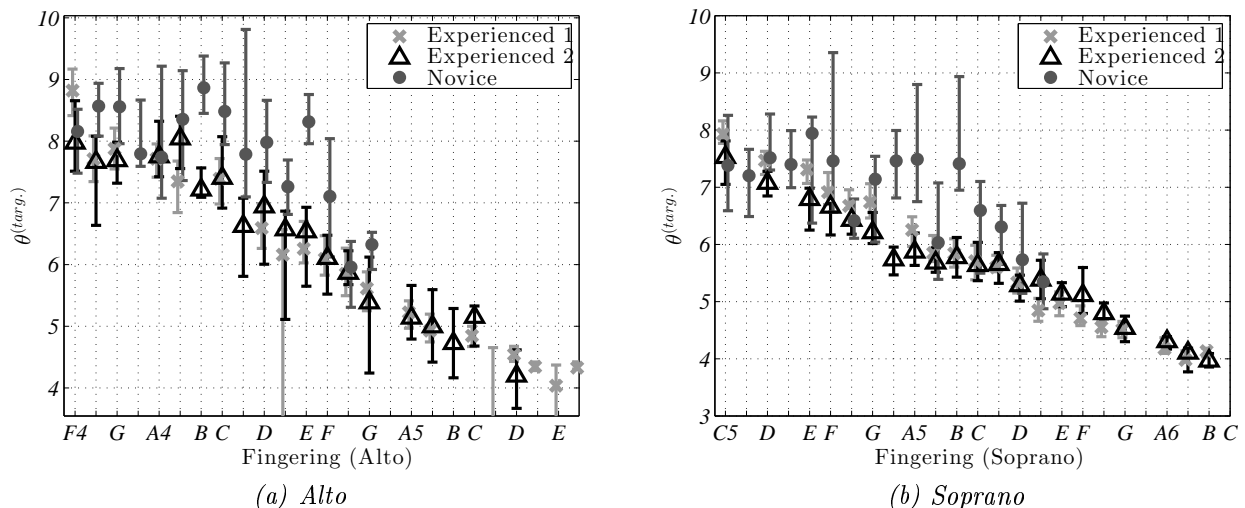 10
9
8
7
6
5
4
θ(targ.)
Experienced 1
Experienced 2
Novice
F4 G A4 B C D E F G A5 B C D E
Fingering (Alto)
(a) Alto
10
9
8
7
6
5
4
3
θ(targ.)
Experienced 1
Experienced 2
Novice
C5 D E F G A5 B C D E F G A6 B C
Fingering (Soprano)
(b) Soprano